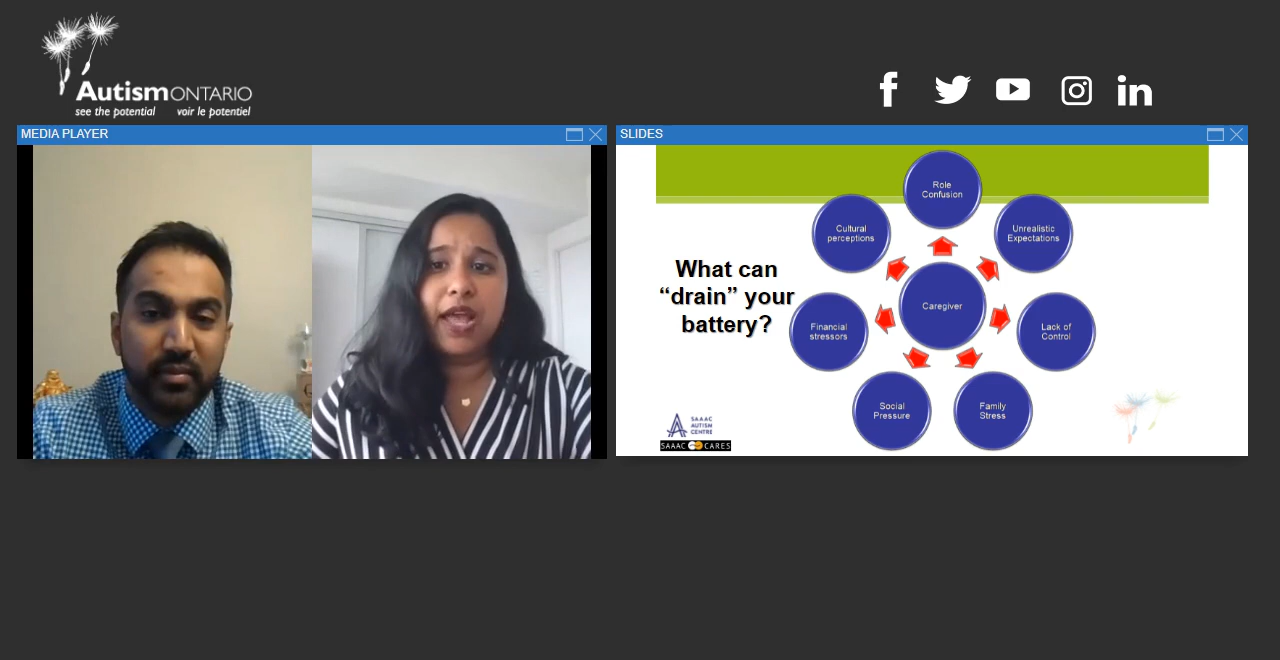 Autism ONTARIO
see the potential voir le potentiel
MEDIA PLAYER
SLIDES
Role
Confusion
Cultural
perceptions
Unrealistic
Expectations
What can
“drain” your
battery?
Caregiver
Financial
stressors
Lack of
Control
Social
Pressure
Family
Stress
SAAAC
AUTISM
CENTRE
SAAAC CARES